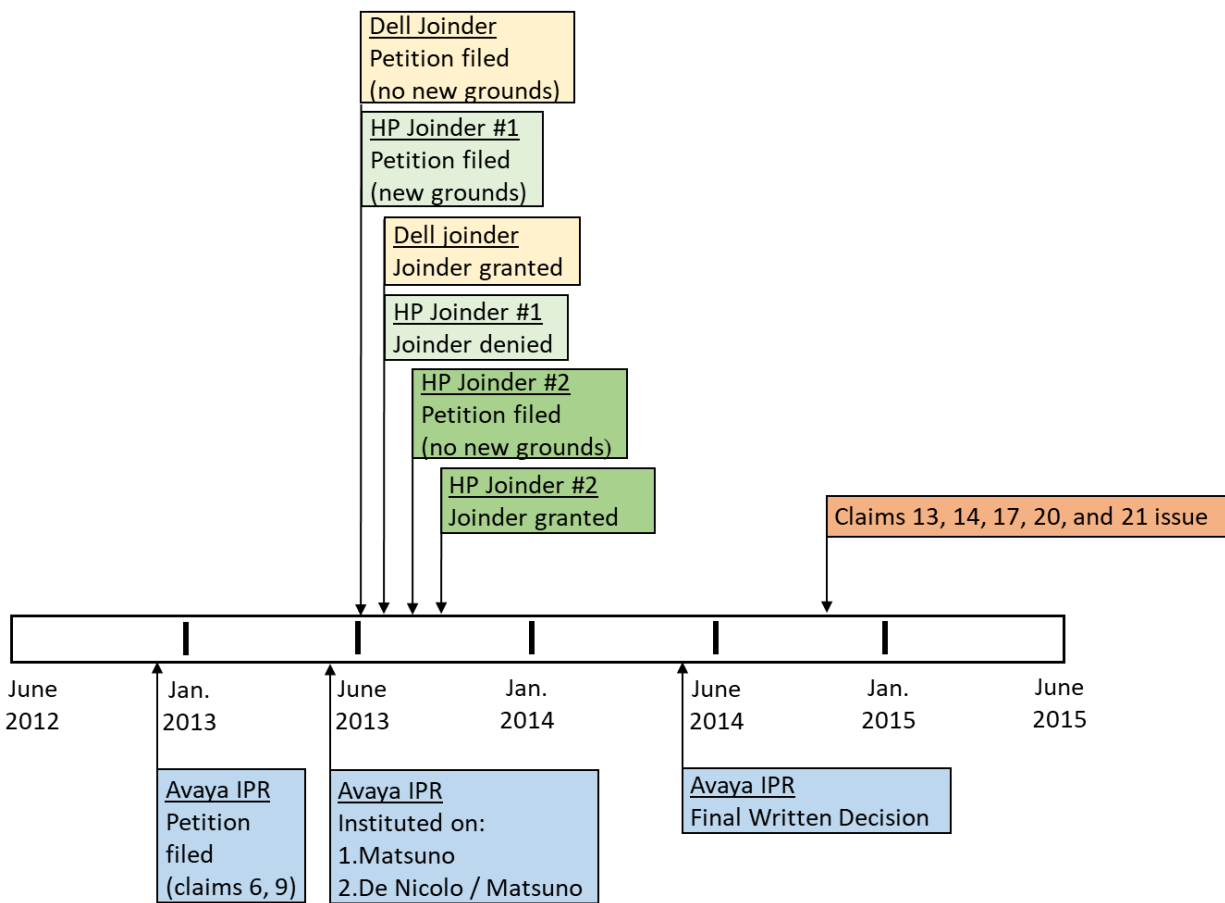 Dell Joinder
Petition filed
(no new grounds)
HP Joinder #1
Petition filed
(new grounds)
Dell joinder
Joinder granted
HP Joinder #1
Joinder denied
HP Joinder #2
Petition filed
(no new grounds)
HP Joinder #2
Joinder granted
Claims 13, 14, 17, 20, and 21 issue
June
2012
Jan.
2013
June
2013
Jan.
2014
June
2014
Jan.
2015
June
2015
Avaya IPR
Petition
filed
(claims 6, 9)
Avaya IPR
Instituted on:
1.Matsuno
2.De Nicolo / Matsuno
Avaya IPR
Final Written Decision